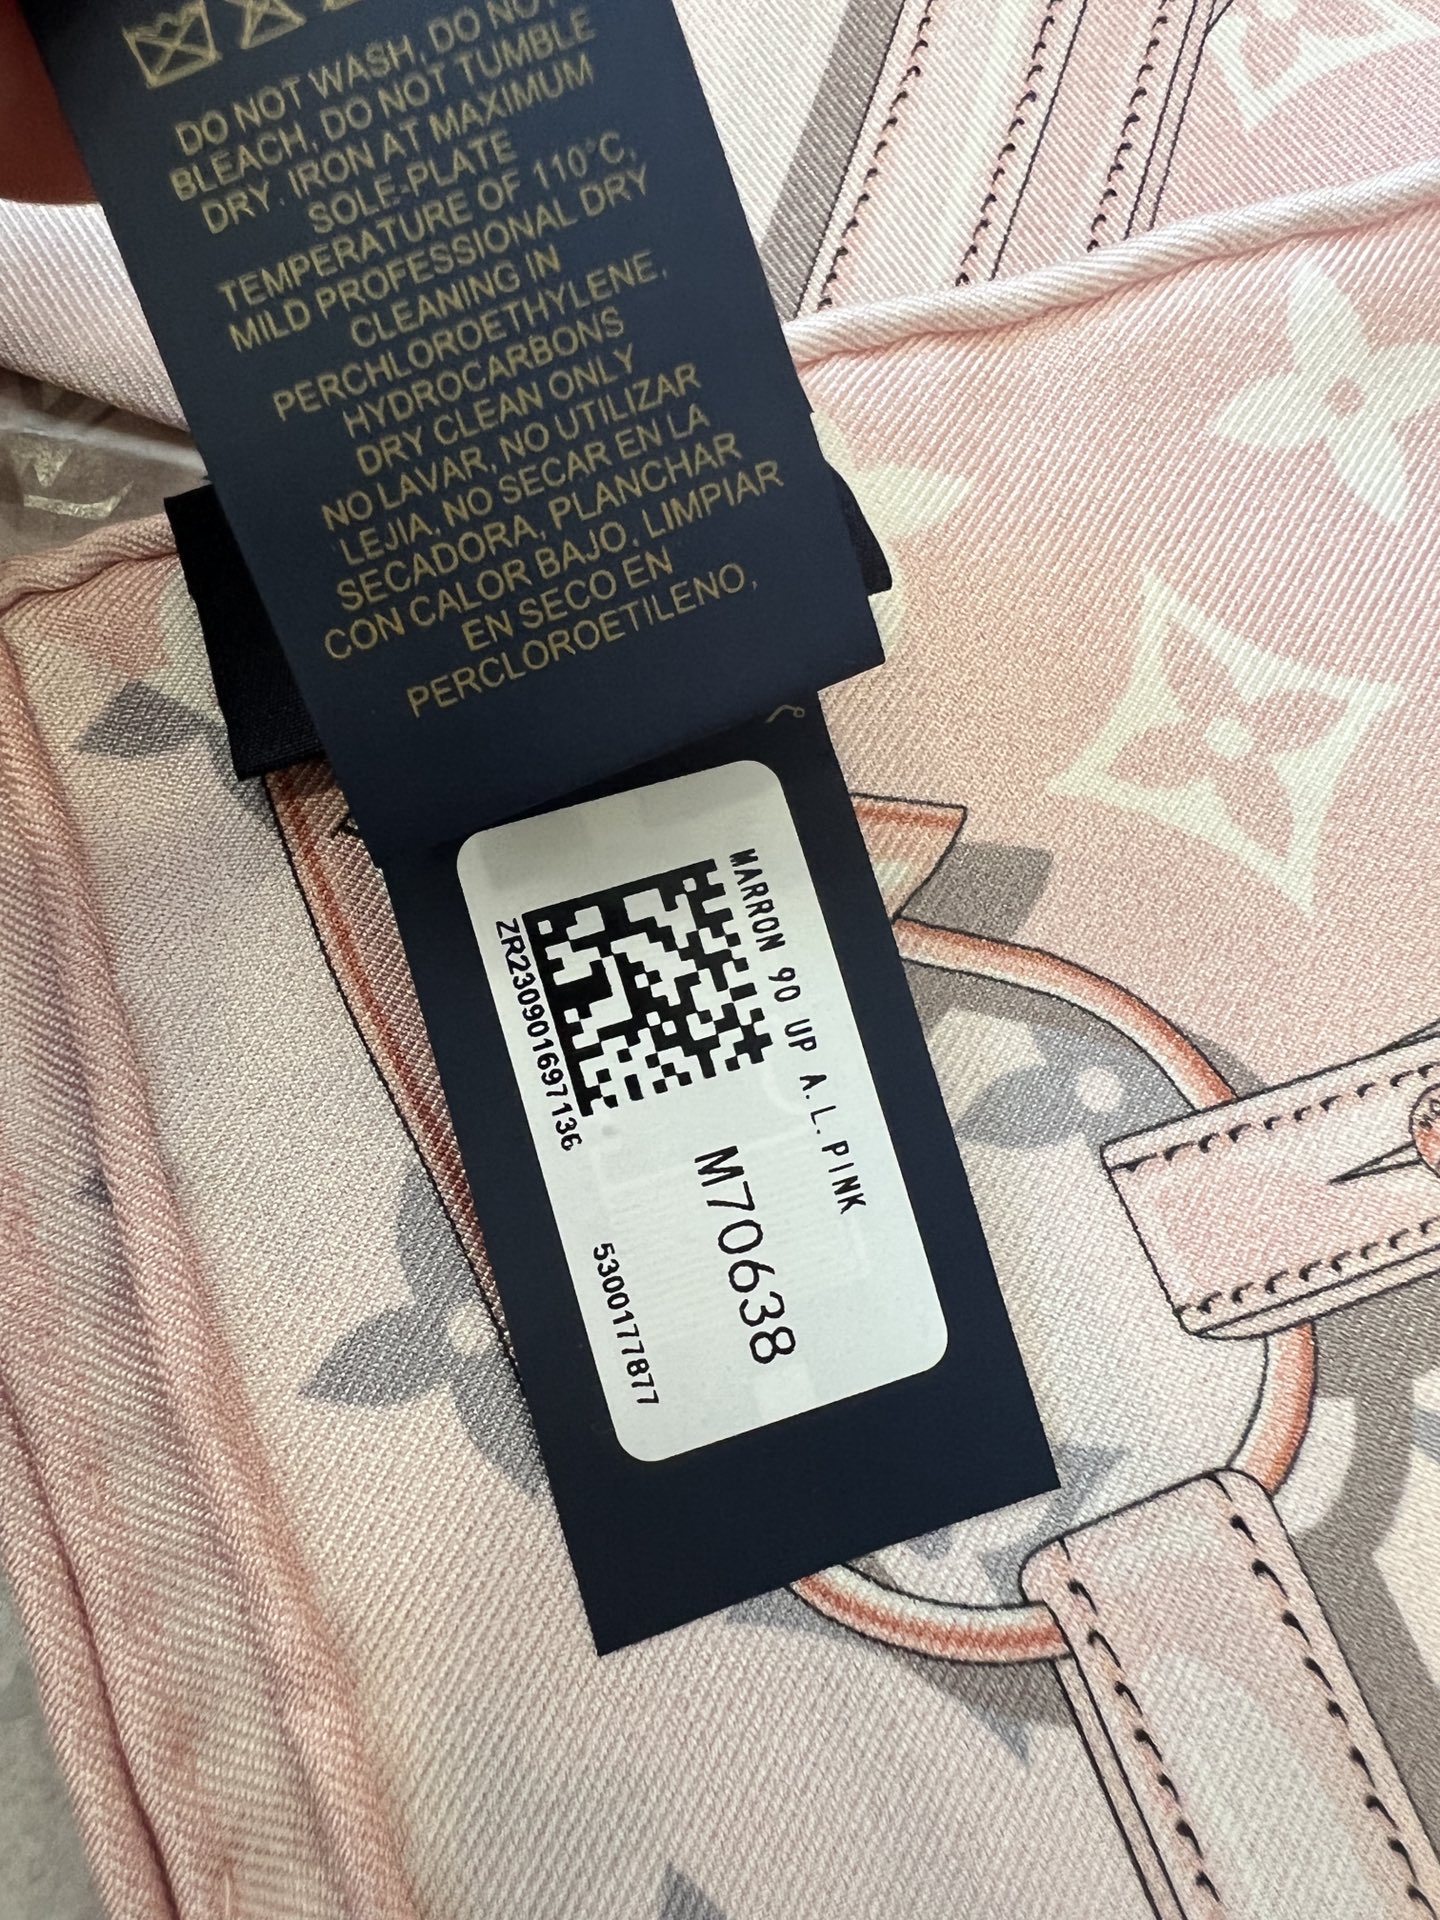 DO NOT WASH, DO NOT
BLEACH, DO NOT TUMBLE
DRY. IRON AT MAXIMUM
SOLE-PLATE
TEMPERATURE OF 110°C,
MILD PROFESSIONAL DRY
CLEANING IN
PERCHLOROETHYLENE,
HYDROCARBONS
DRY CLEAN ONLY
NO LAVAR, NO UTILIZAR
LEJIA, NO SECAR EN LA
SECADORA, PLANCHAR
CON CALOR BAJO. LIMPIAR
EN SECO EN
PERCLOROETILENO,
MARRON 90 UP A.L.PINK
M70638
ZR230901697136
5300177877